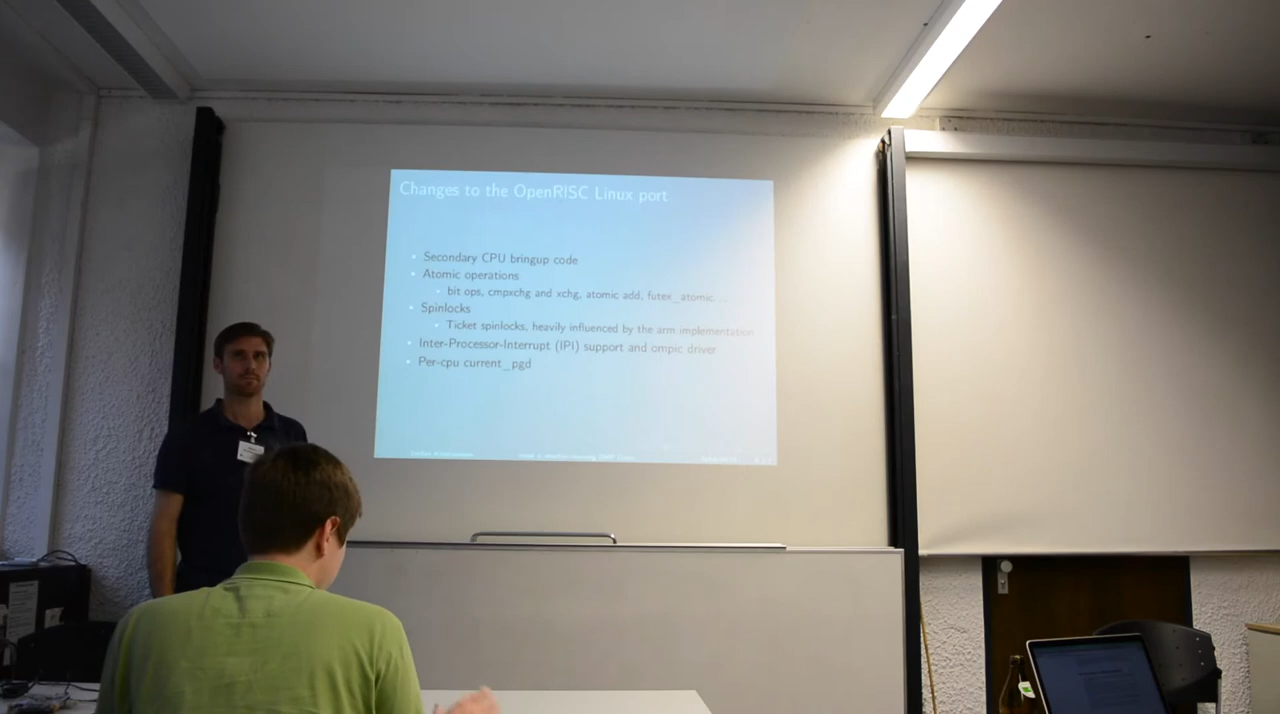 Changes to the OpenRISC Linux port
Secondary CPU bringup code
Atomic operations
bit ops, cmpxchg and xchg, atomic add, futex_atomic...
Spinlocks
Ticket spinlocks, heavily influenced by the arm implementation
Inter-Processor-Interrupt (IPI) support and ompic driver
Per-cpu current_pgd